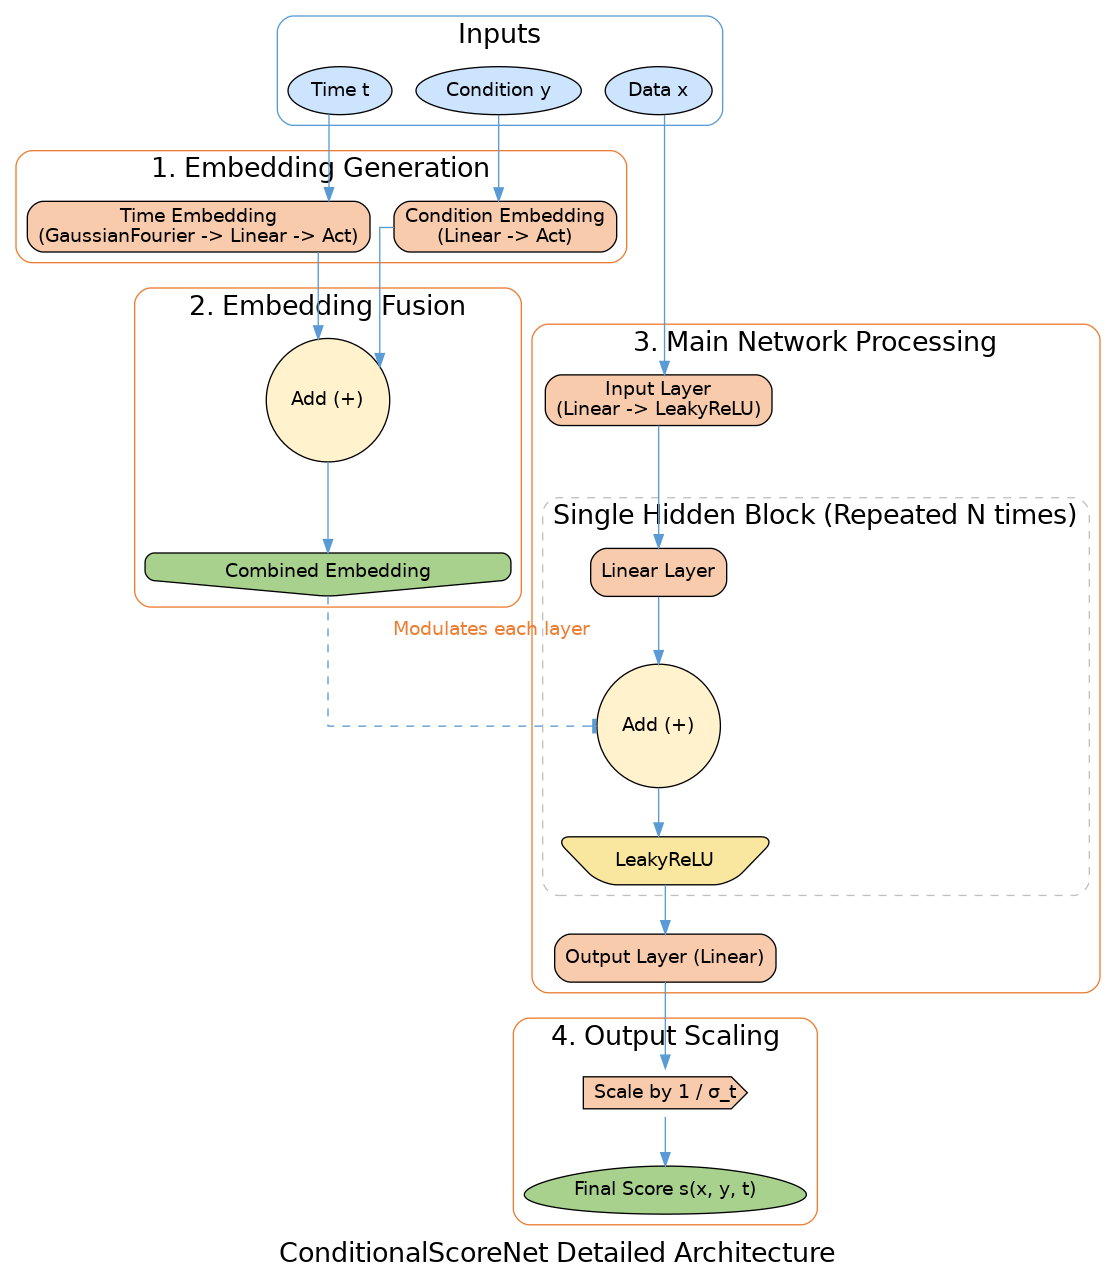 Inputs
Time t
Condition y
Data x
1. Embedding Generation
Time Embedding
(GaussianFourier -> Linear -> Act)
Condition Embedding
(Linear -> Act)
2. Embedding Fusion
Add (+)
Combined Embedding
Modulates each layer
3. Main Network Processing
Input Layer
(Linear -> LeakyReLU)
Single Hidden Block (Repeated N times)
Linear Layer
Add (+)
LeakyReLU
Output Layer (Linear)
4. Output Scaling
Scale by 1 / σ_t
Final Score s(x, y, t)
ConditionalScoreNet Detailed Architecture